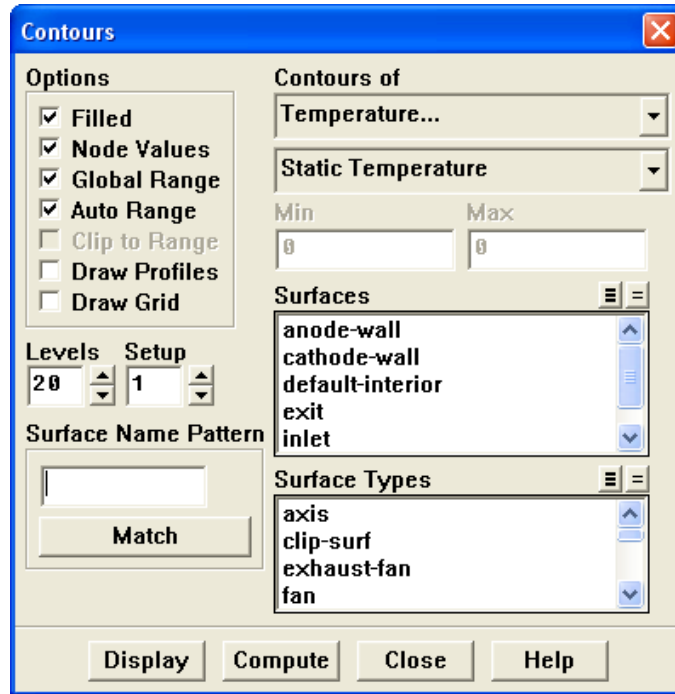 Contours
Options
Filled
Node Values
Global Range
Auto Range
Clip to Range
Draw Profiles
Draw Grid
Levels Setup
20 1
Surface Name Pattern
Match
Contours of
Temperature...
Static Temperature
Min Max
0 0
Surfaces
anode-wall
cathode-wall
default-interior
exit
inlet
Surface Types
axis
clip-surf
exhaust-fan
fan
Display Compute Close Help